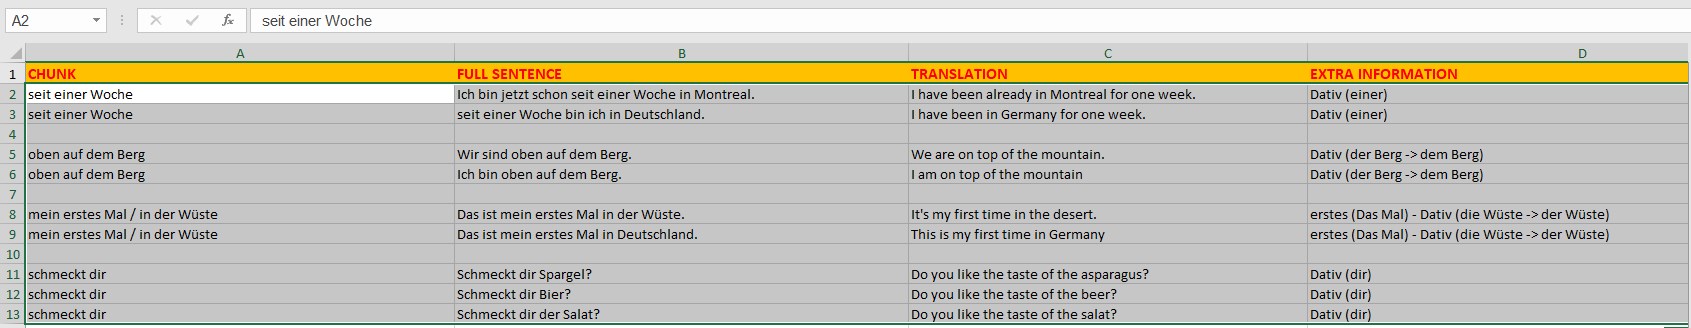 A2 fx seit einer Woche
A B C D
1 CHUNK FULL SENTENCE TRANSLATION EXTRA INFORMATION
2 seit einer Woche Ich bin jetzt schon seit einer Woche in Montreal. I have been already in Montreal for one week. Dativ (einer)
3 seit einer Woche seit einer Woche bin ich in Deutschland. I have been in Germany for one week. Dativ (einer)
4
5 oben auf dem Berg Wir sind oben auf dem Berg. We are on top of the mountain. Dativ (der Berg -> dem Berg)
6 oben auf dem Berg Ich bin oben auf dem Berg. I am on top of the mountain Dativ (der Berg -> dem Berg)
7
8 mein erstes Mal / in der Wüste Das ist mein erstes Mal in der Wüste. It's my first time in the desert. erstes (Das Mal) - Dativ (die Wüste -> der Wüste)
9 mein erstes Mal / in der Wüste Das ist mein erstes Mal in Deutschland. This is my first time in Germany erstes (Das Mal) - Dativ (die Wüste -> der Wüste)
10
11 schmeckt dir Schmeckt dir Spargel? Do you like the taste of the asparagus? Dativ (dir)
12 schmeckt dir Schmeckt dir Bier? Do you like the taste of the beer? Dativ (dir)
13 schmeckt dir Schmeckt dir der Salat? Do you like the taste of the salat? Dativ (dir)